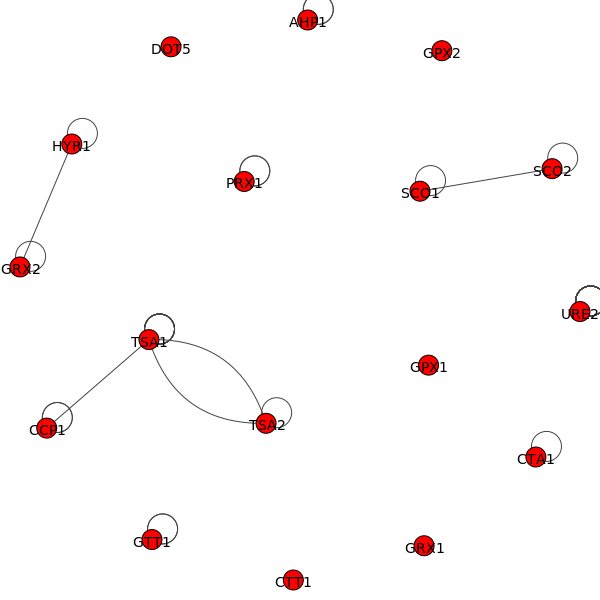 AHP1
DOT5
GPX2
HYR1
SCO2
PRX1
SCO1
GRX2
URE2
TSA1
GPX1
TSA2
CCP1
CTA1
GTT1
GRX1
CTT1